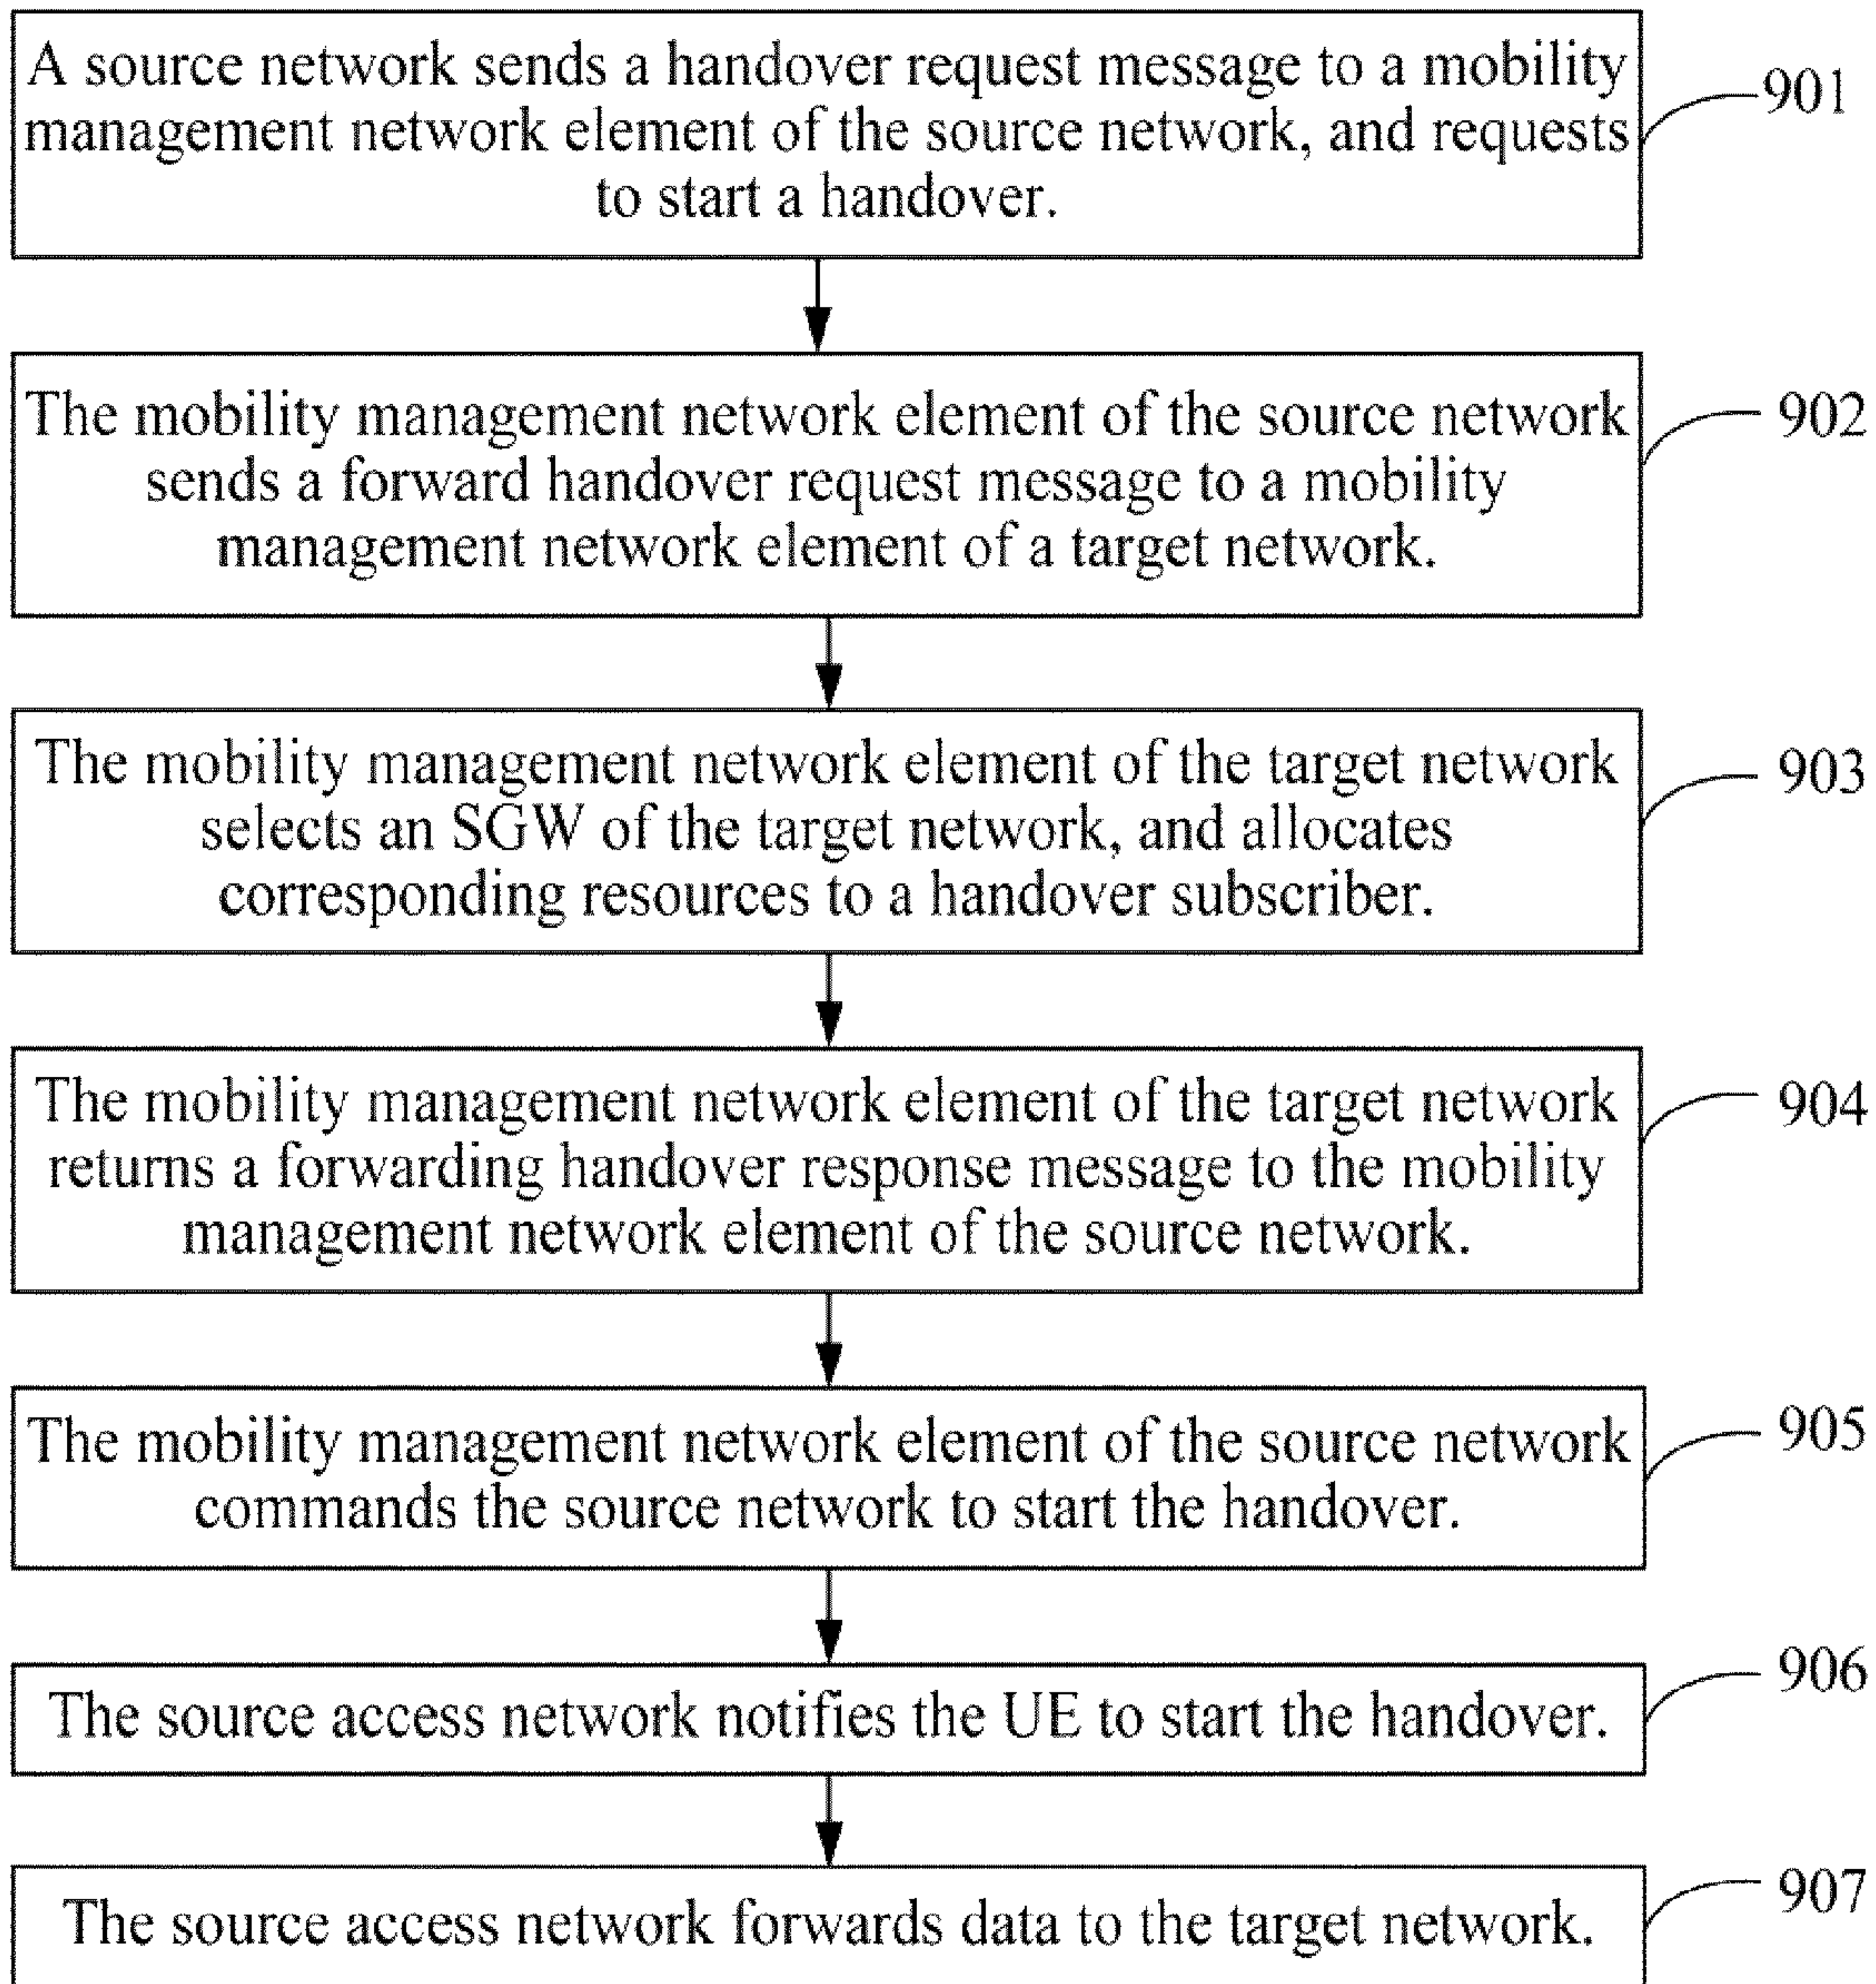 A source network sends a handover request message to a mobility
management network element of the source network, and requests
to start a handover.
901
The mobility management network element of the source network
sends a forward handover request message to a mobility
management network element of a target network.
902
The mobility management network element of the target network
selects an SGW of the target network, and allocates
corresponding resources to a handover subscriber.
903
The mobility management network element of the target network
returns a forwarding handover response message to the mobility
management network element of the source network.
904
The mobility management network element of the source network
commands the source network to start the handover.
905
The source access network notifies the UE to start the handover.
906
The source access network forwards data to the target network.
907